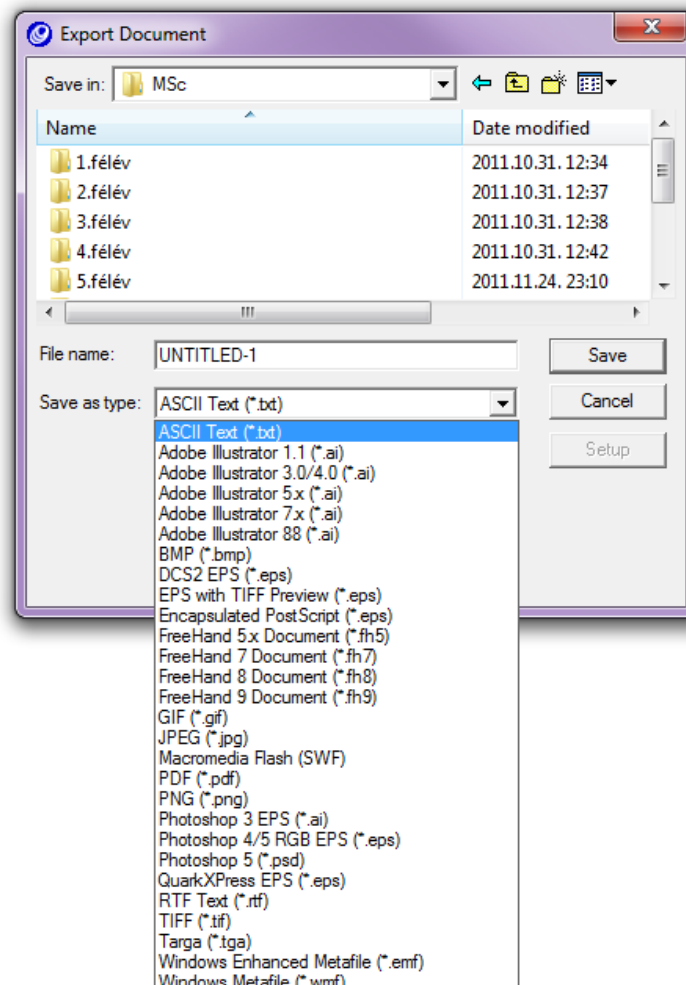 Export Document
Save in: MSc
Name Date modified
1.félév 2011.10.31. 12:34
2.félév 2011.10.31. 12:37
3.félév 2011.10.31. 12:38
4.félév 2011.10.31. 12:42
5.félév 2011.11.24. 23:10
File name: UNTITLED-1 Save
Save as type: ASCII Text (*.txt) Cancel
Setup
ASCII Text (*.txt)
Adobe Illustrator 1.1 (*.ai)
Adobe Illustrator 3.0/4.0 (*.ai)
Adobe Illustrator 5.x (*.ai)
Adobe Illustrator 7.x (*.ai)
Adobe Illustrator 88 (*.ai)
BMP (*.bmp)
DCS2 EPS (*.eps)
EPS with TIFF Preview (*.eps)
Encapsulated PostScript (*.eps)
FreeHand 5.x Document (*.fh5)
FreeHand 7 Document (*.fh7)
FreeHand 8 Document (*.fh8)
FreeHand 9 Document (*.fh9)
GIF (*.gif)
JPEG (*.jpg)
Macromedia Flash (SWF)
PDF (*.pdf)
PNG (*.png)
Photoshop 3 EPS (*.ai)
Photoshop 4/5 RGB EPS (*.eps)
Photoshop 5 (*.psd)
QuarkXPress EPS (*.eps)
RTF Text (*.rtf)
TIFF (*.tif)
Targa (*.tga)
Windows Enhanced Metafile (*.emf)
Windows Metafile (*.wmf)